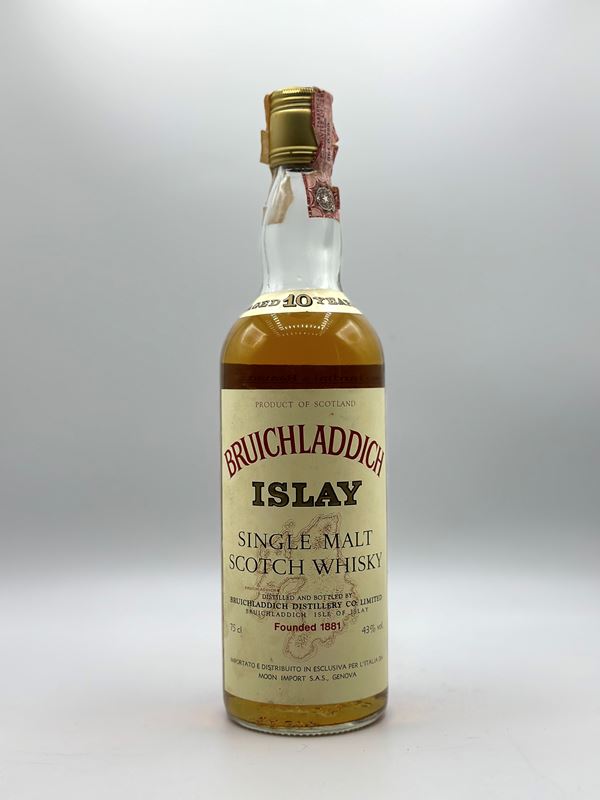 AGED 10 YEARS
PRODUCT OF SCOTLAND
BRUICHLADDICH
ISLAY
SINGLE MALT
SCOTCH WHISKY
DISTILLED AND BOTTLED BY
BRUICHLADDICH DISTILLERY CO. LIMITED
BRUICHLADDICH ISLE OF ISLAY
Founded 1881
75 cl
43% vol
IMPORTATO E DISTRIBUITO IN ESCLUSIVA PER L'ITALIA
MOON IMPORT S.A.S., GENOVA